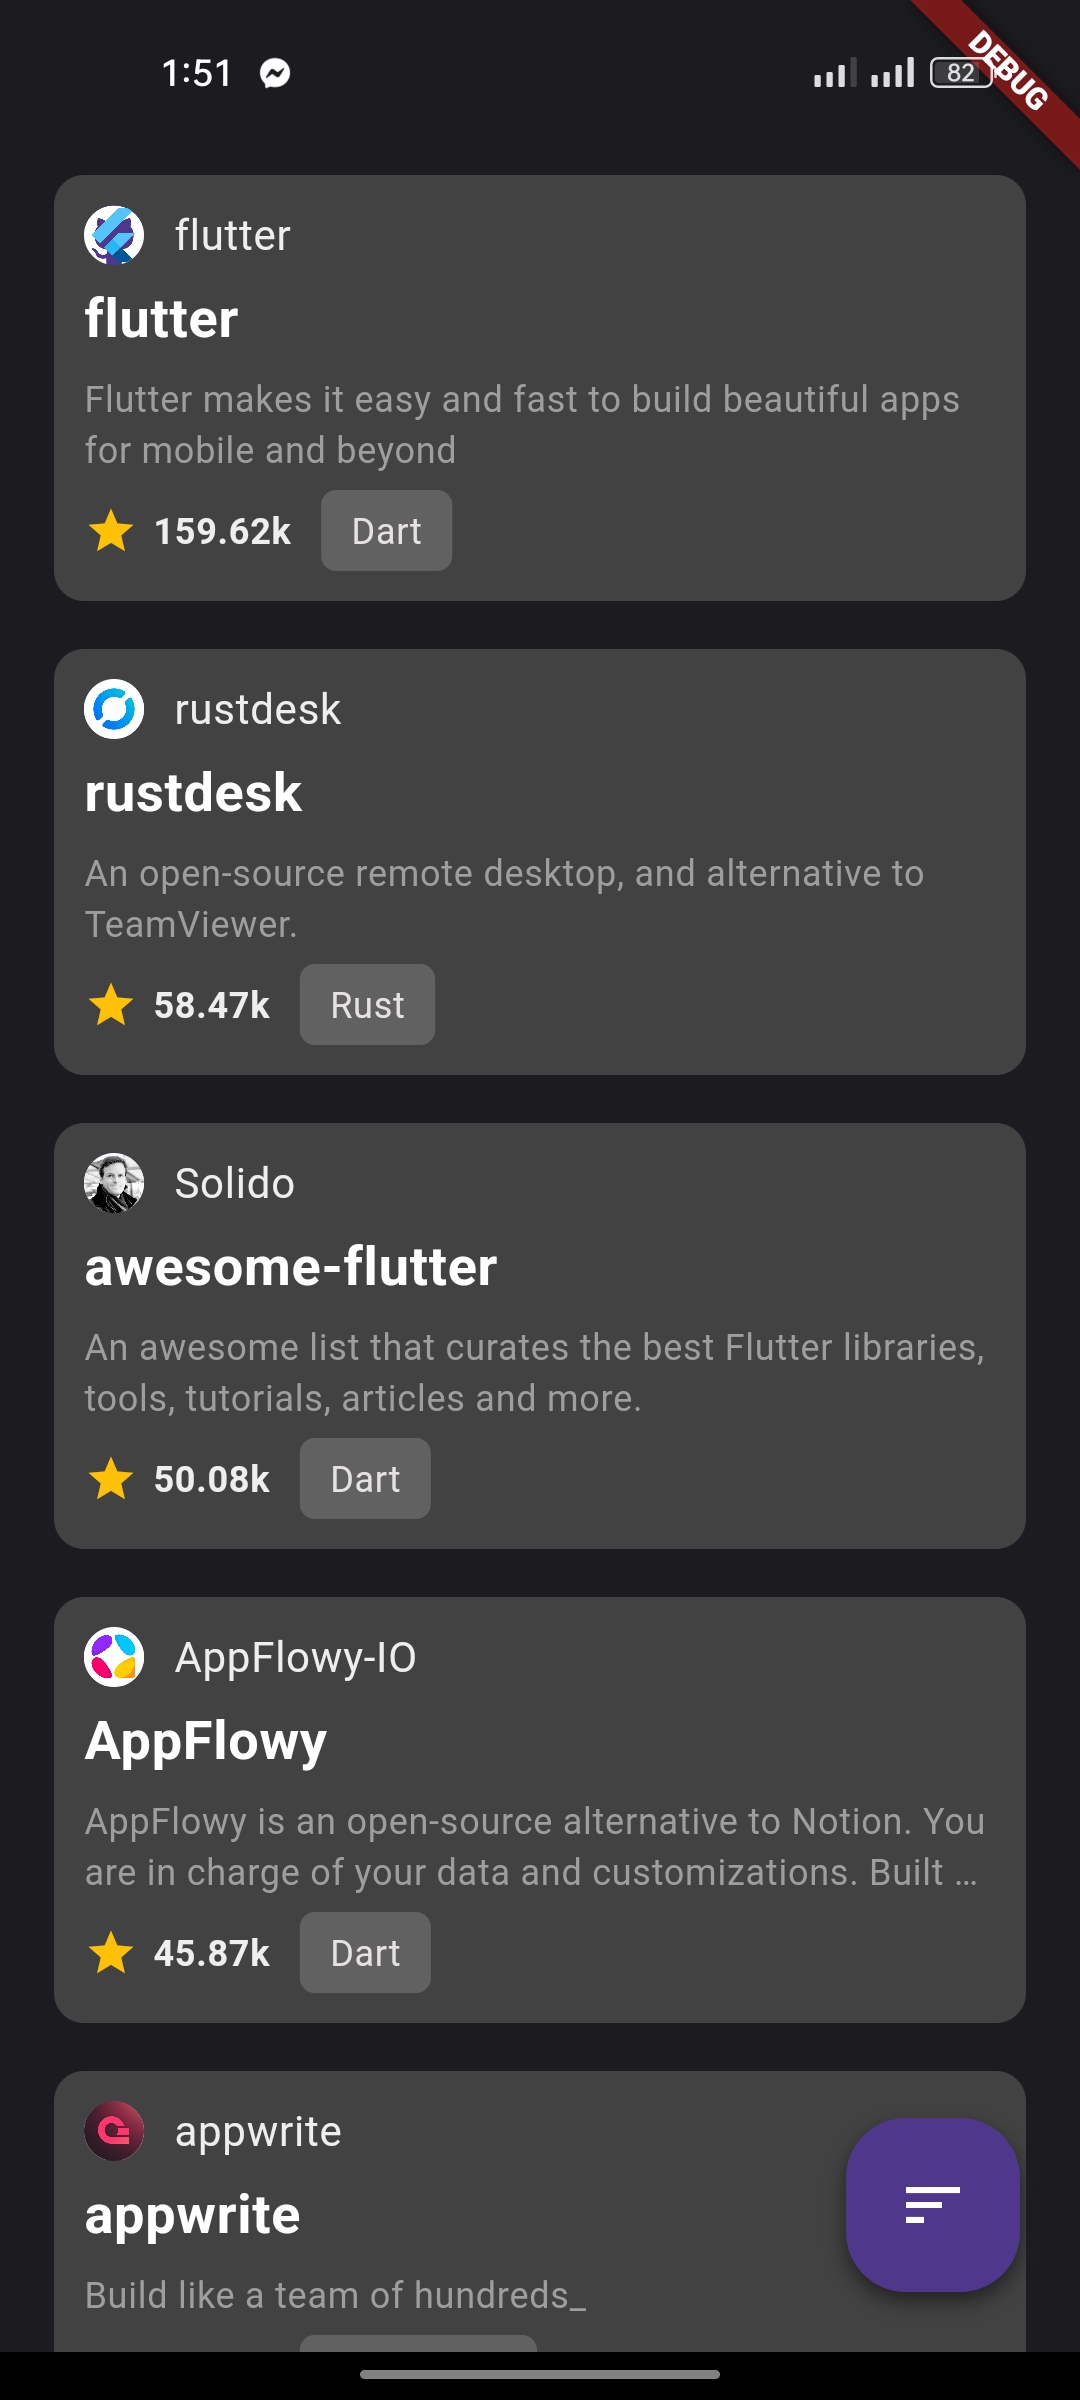 1:51
82
DEBUG
flutter
flutter
Flutter makes it easy and fast to build beautiful apps
for mobile and beyond
159.62k
Dart
rustdesk
rustdesk
An open-source remote desktop, and alternative to
TeamViewer.
58.47k
Rust
Solido
awesome-flutter
An awesome list that curates the best Flutter libraries,
tools, tutorials, articles and more.
50.08k
Dart
AppFlowy-IO
AppFlowy
AppFlowy is an open-source alternative to Notion. You
are in charge of your data and customizations. Built …
45.87k
Dart
appwrite
appwrite
Build like a team of hundreds_